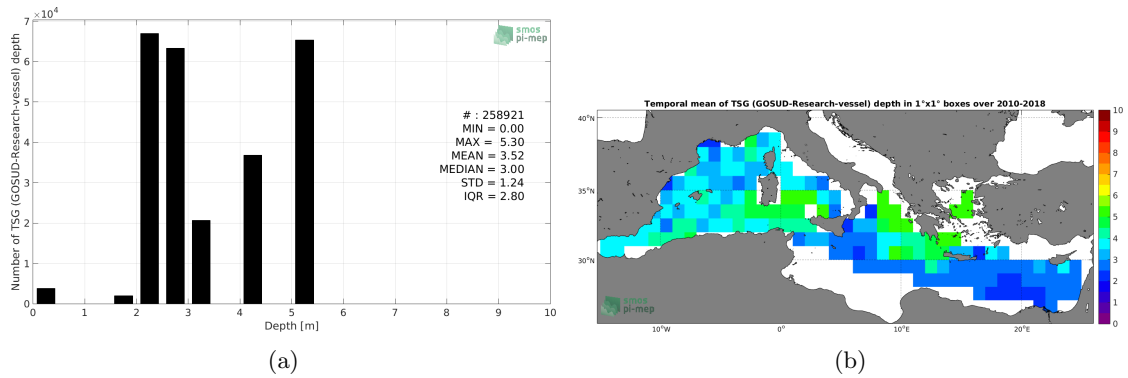 ×10⁴
7
6
5
4
3
2
1
0
Number of TSG (GOSUD-Research-vessel) depth
0 1 2 3 4 5 6 7 8 9 10
Depth [m]
smos
pi-mep
# : 258921
MIN = 0.00
MAX = 5.30
MEAN = 3.52
MEDIAN = 3.00
STD = 1.24
IQR = 2.80
(a)
Temporal mean of TSG (GOSUD-Research-vessel) depth in 1°x1° boxes over 2010-2018
40°N
35°N
30°N
10°W 0° 10°E 20°E
smos
pi-mep
10
9
8
7
6
5
4
3
2
1
0
(b)